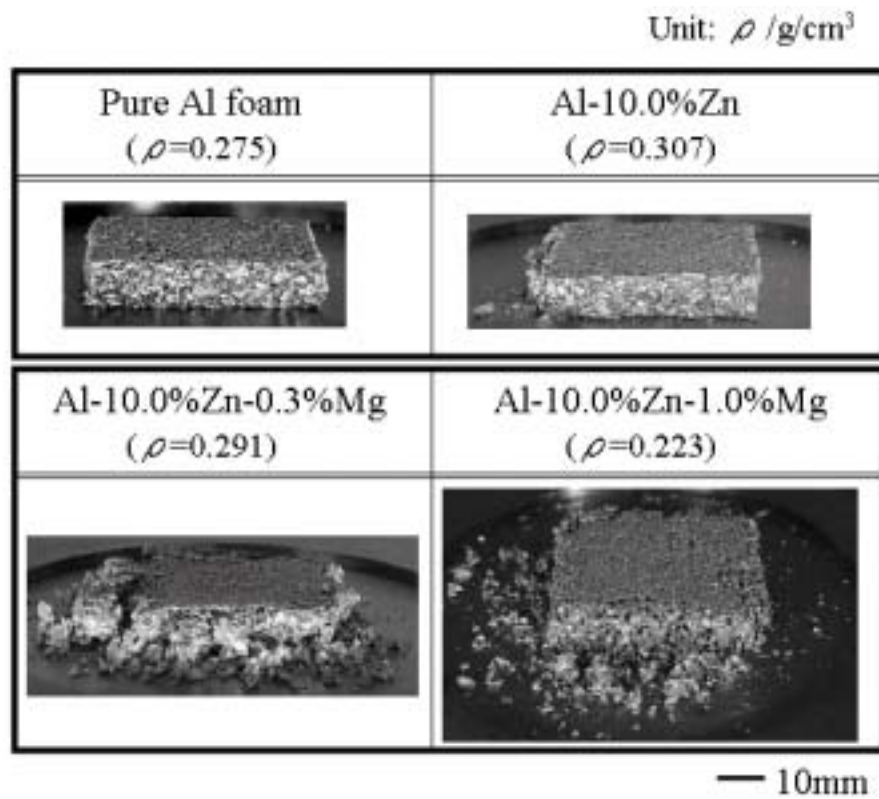 Unit: ρ /g/cm³
Pure Al foam
(ρ=0.275)
Al-10.0%Zn
(ρ=0.307)
Al-10.0%Zn-0.3%Mg
(ρ=0.291)
Al-10.0%Zn-1.0%Mg
(ρ=0.223)
10mm